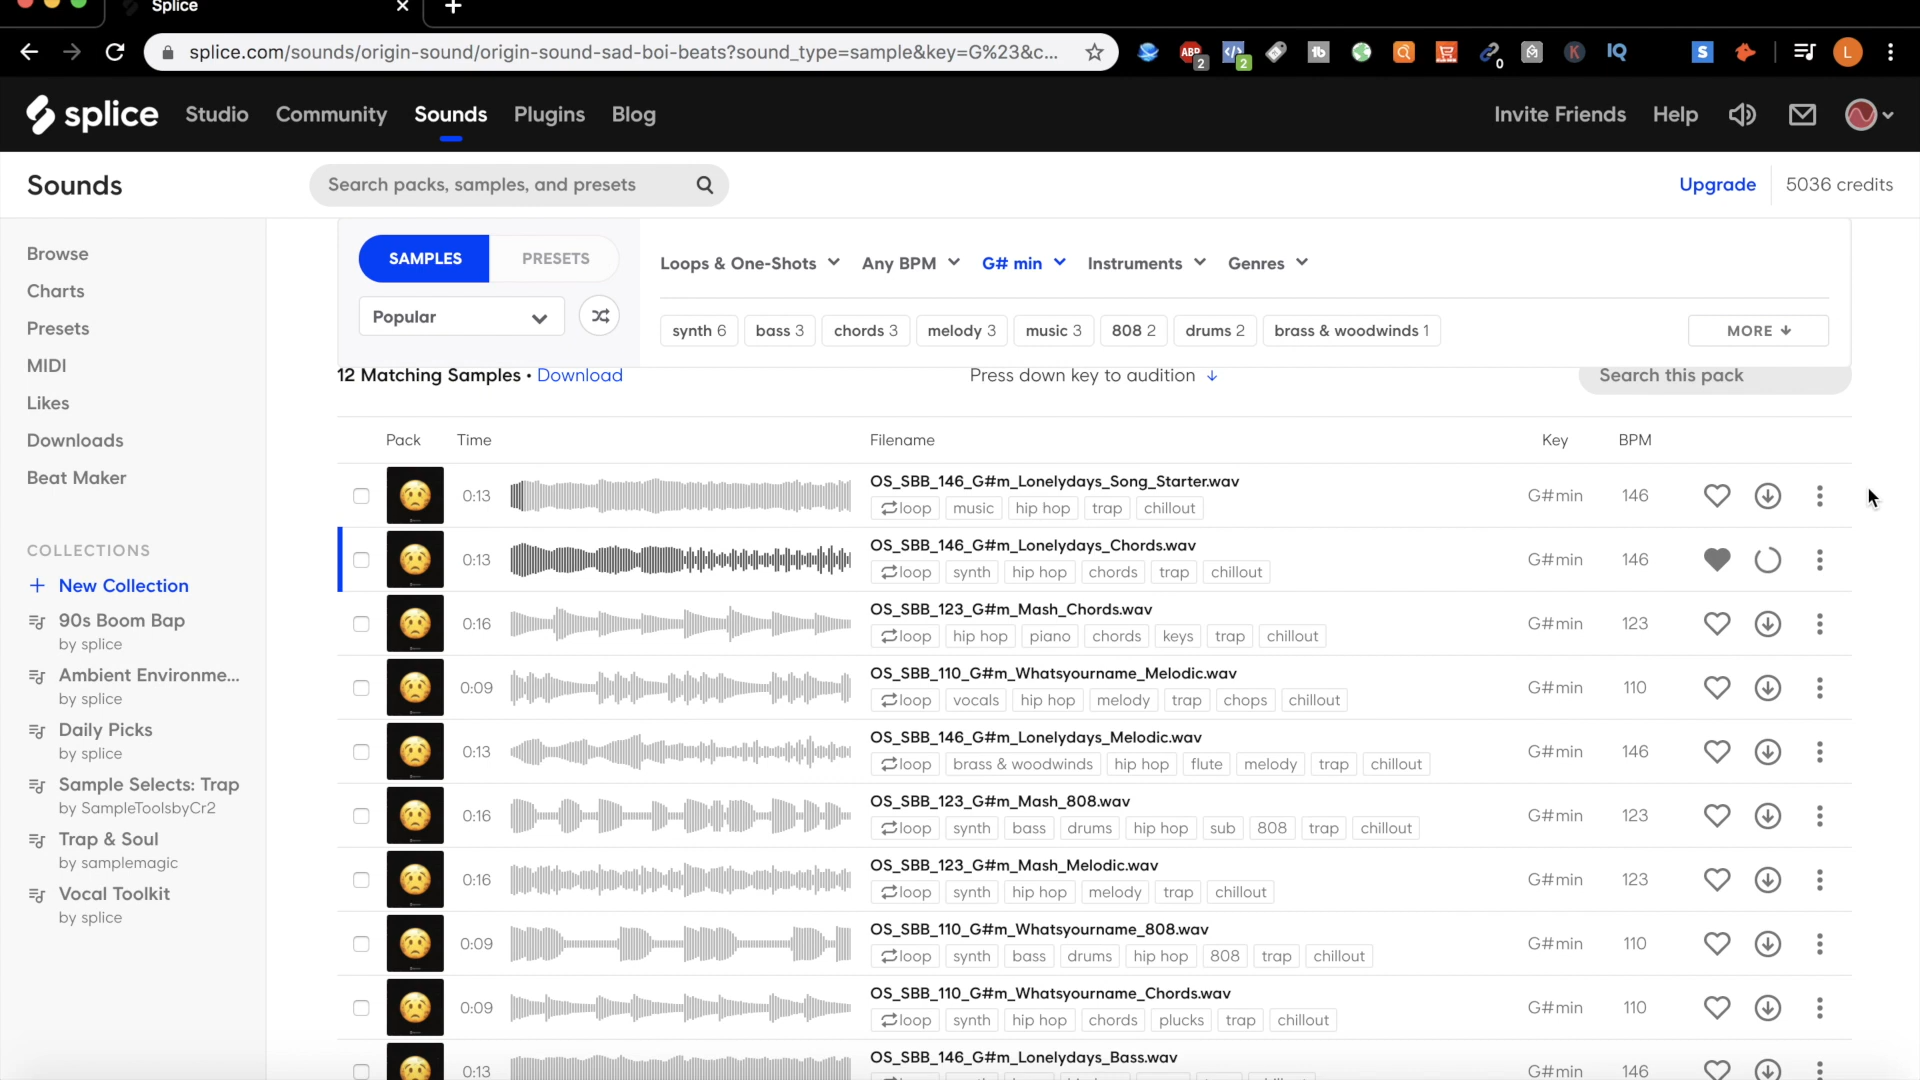 Splice
splice.com/sounds/origin-sound/origin-sound-sad-boi-beats?sound_type=sample&key=G%23&c...
ABP 2 2 tb 0 K IQ S L
splice Studio Community Sounds Plugins Blog Invite Friends Help
Sounds Search packs, samples, and presets Upgrade 5036 credits
Browse
Charts
Presets
MIDI
Likes
Downloads
Beat Maker
COLLECTIONS
+ New Collection
90s Boom Bap
by splice
Ambient Environme...
by splice
Daily Picks
by splice
Sample Selects: Trap
by SampleToolsbyCr2
Trap & Soul
by samplemagic
Vocal Toolkit
by splice
SAMPLES PRESETS
Popular
Loops & One-Shots Any BPM G# min Instruments Genres
synth 6 bass 3 chords 3 melody 3 music 3 808 2 drums 2 brass & woodwinds 1 MORE
12 Matching Samples • Download Press down key to audition ↓ Search this pack
Pack Time Filename Key BPM
0:13 OS_SBB_146_G#m_Lonelydays_Song_Starter.wav G#min 146
loop music hip hop trap chillout
0:13 OS_SBB_146_G#m_Lonelydays_Chords.wav G#min 146
loop synth hip hop chords trap chillout
0:16 OS_SBB_123_G#m_Mash_Chords.wav G#min 123
loop hip hop piano chords keys trap chillout
0:09 OS_SBB_110_G#m_Whatsyourname_Melodic.wav G#min 110
loop vocals hip hop melody trap chops chillout
0:13 OS_SBB_146_G#m_Lonelydays_Melodic.wav G#min 146
loop brass & woodwinds hip hop flute melody trap chillout
0:16 OS_SBB_123_G#m_Mash_808.wav G#min 123
loop synth bass drums hip hop sub 808 trap chillout
0:16 OS_SBB_123_G#m_Mash_Melodic.wav G#min 123
loop synth hip hop melody trap chillout
0:09 OS_SBB_110_G#m_Whatsyourname_808.wav G#min 110
loop synth bass drums hip hop 808 trap chillout
0:09 OS_SBB_110_G#m_Whatsyourname_Chords.wav G#min 110
loop synth hip hop chords plucks trap chillout
0:13 OS_SBB_146_G#m_Lonelydays_Bass.wav G#min 146